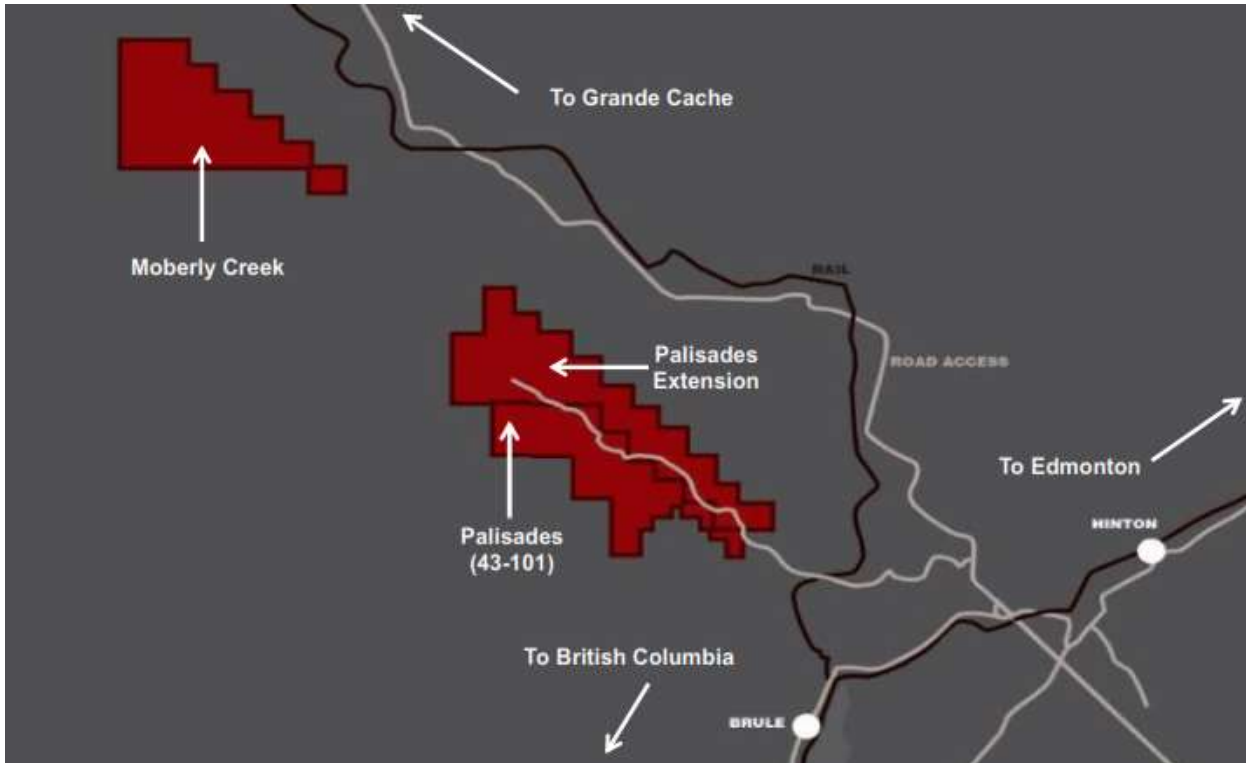 To Grande Cache
Moberly Creek
RAIL
Palisades
Extension
ROAD ACCESS
To Edmonton
HINTON
Palisades
(43-101)
To British Columbia
BRULE